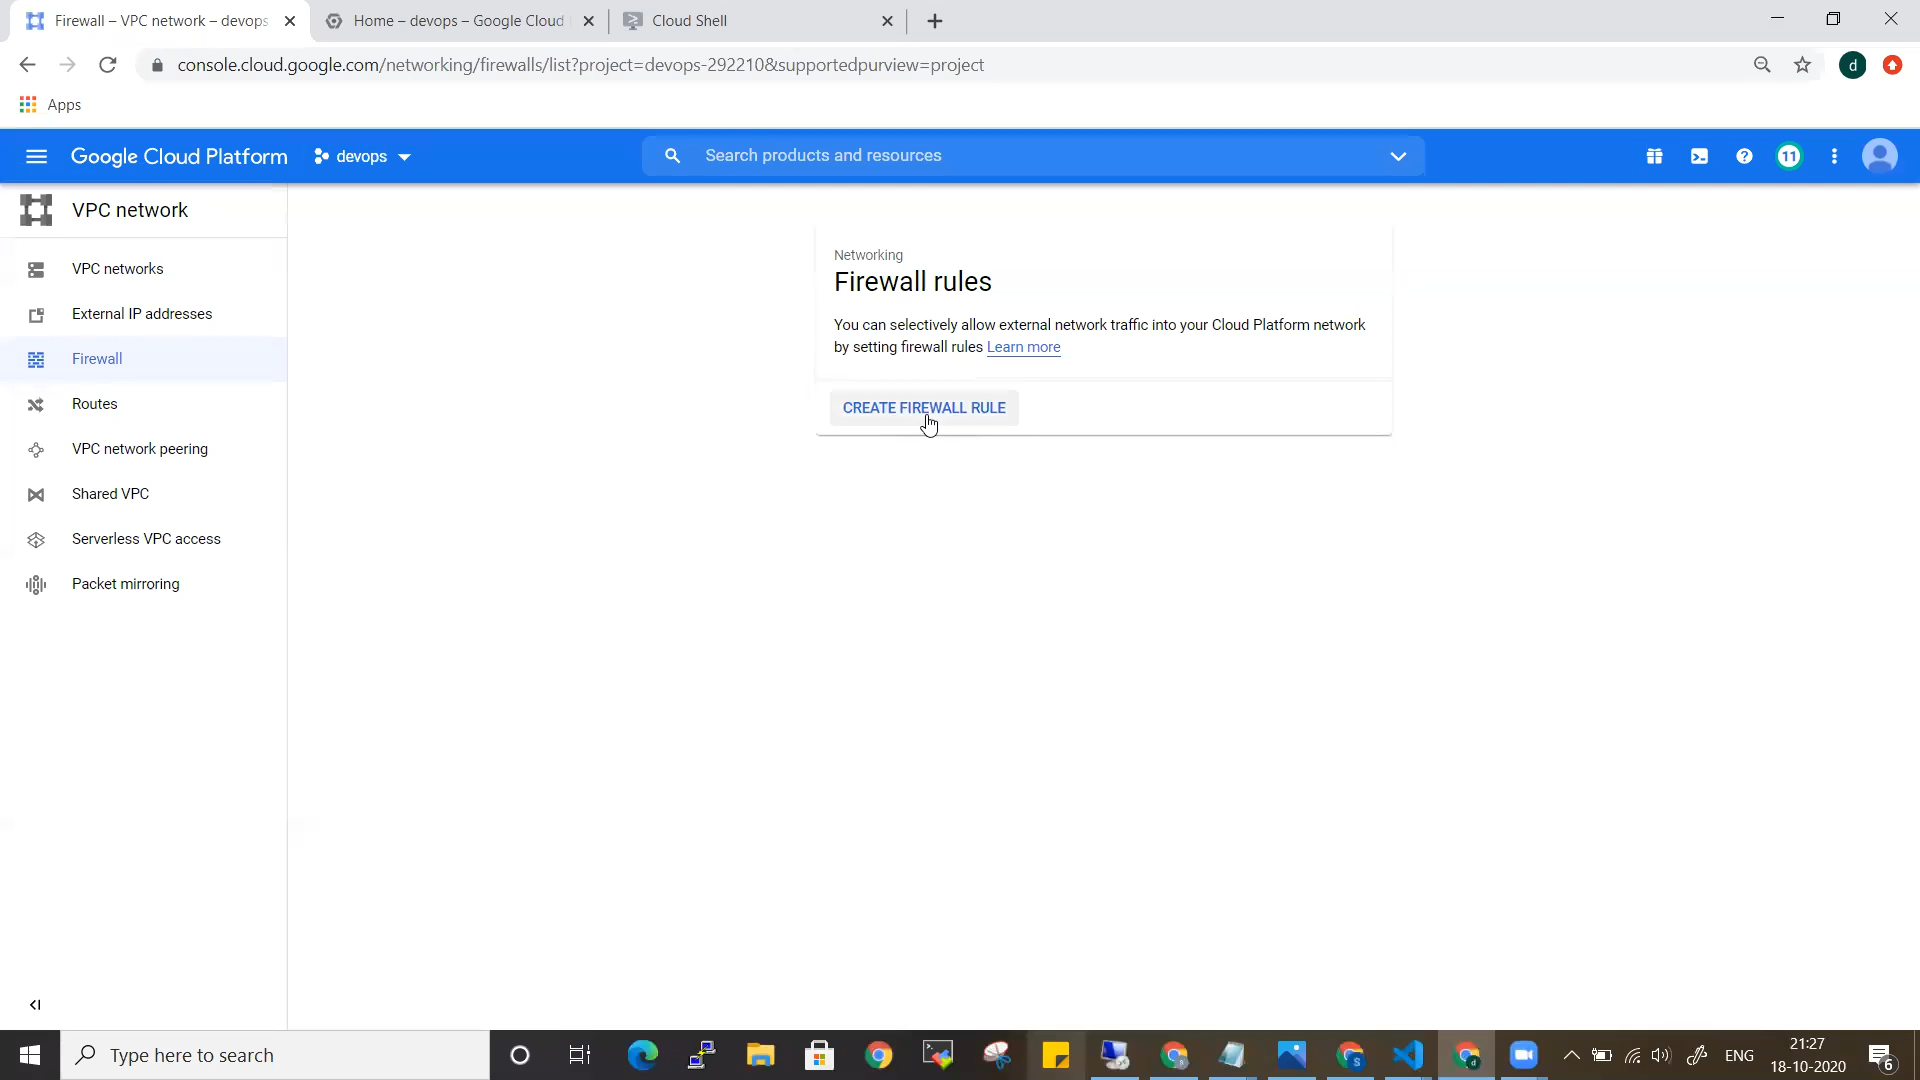 Firewall – VPC network – devops
Home – devops – Google Cloud
Cloud Shell
console.cloud.google.com/networking/firewalls/list?project=devops-292210&supportedpurview=project
d
Apps
Google Cloud Platform
devops
Search products and resources
11
VPC network
VPC networks
External IP addresses
Firewall
Routes
VPC network peering
Shared VPC
Serverless VPC access
Packet mirroring
Networking
Firewall rules
You can selectively allow external network traffic into your Cloud Platform network
by setting firewall rules Learn more
CREATE FIREWALL RULE
Type here to search
ENG
21:27
18-10-2020
6